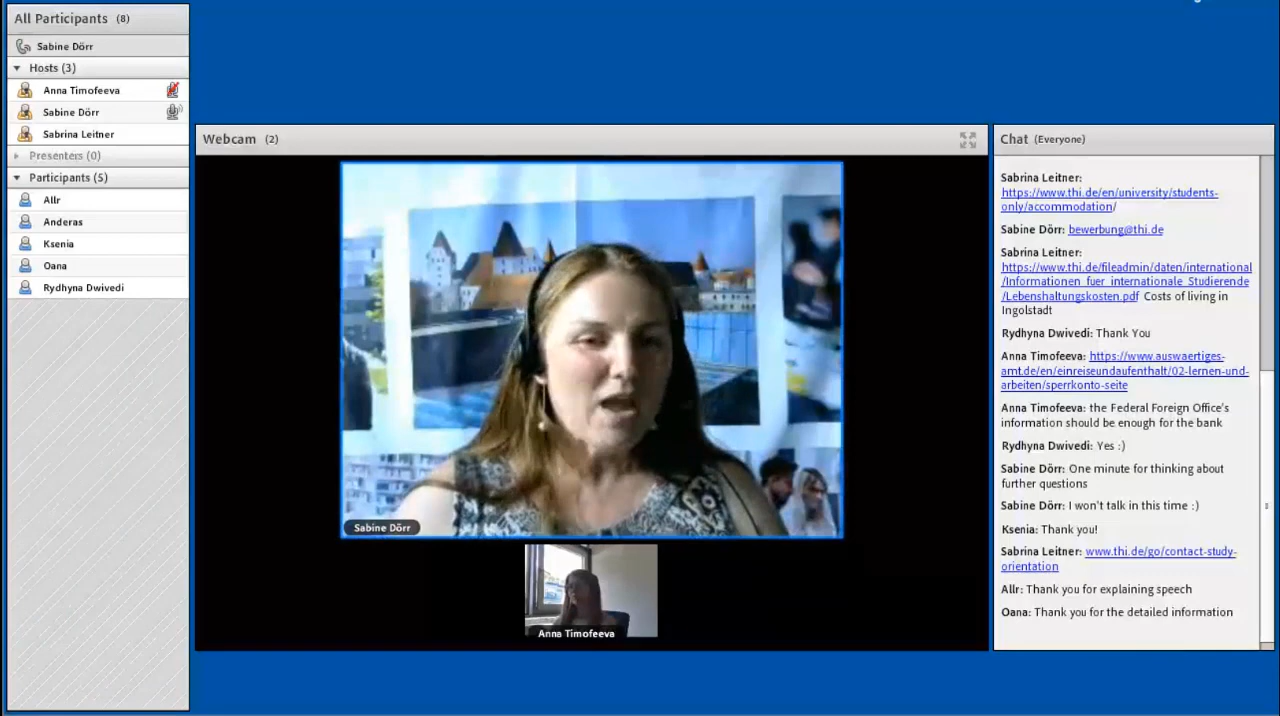 All Participants (8)
Sabine Dörr
Hosts (3)
Anna Timofeeva
Sabine Dörr
Sabrina Leitner
Presenters (0)
Participants (5)
Allr
Anderas
Ksenia
Oana
Rydhyna Dwivedi
Webcam (2)
Sabine Dörr
Anna Timofeeva
Chat (Everyone)
Sabrina Leitner:
https://www.thi.de/en/university/students-
only/accommodation/
Sabine Dörr: bewerbung@thi.de
Sabrina Leitner:
https://www.thi.de/fileadmin/daten/international
/Informationen_fuer_internationale_Studierende
/Lebenshaltungskosten.pdf Costs of living in
Ingolstadt
Rydhyna Dwivedi: Thank You
Anna Timofeeva: https://www.auswaertiges-
amt.de/en/einreiseundaufenthalt/02-lernen-und-
arbeiten/sperrkonto-seite
Anna Timofeeva: the Federal Foreign Office's
information should be enough for the bank
Rydhyna Dwivedi: Yes :)
Sabine Dörr: One minute for thinking about
further questions
Sabine Dörr: I won't talk in this time :)
Ksenia: Thank you!
Sabrina Leitner: www.thi.de/go/contact-study-
orientation
Allr: Thank you for explaining speech
Oana: Thank you for the detailed information